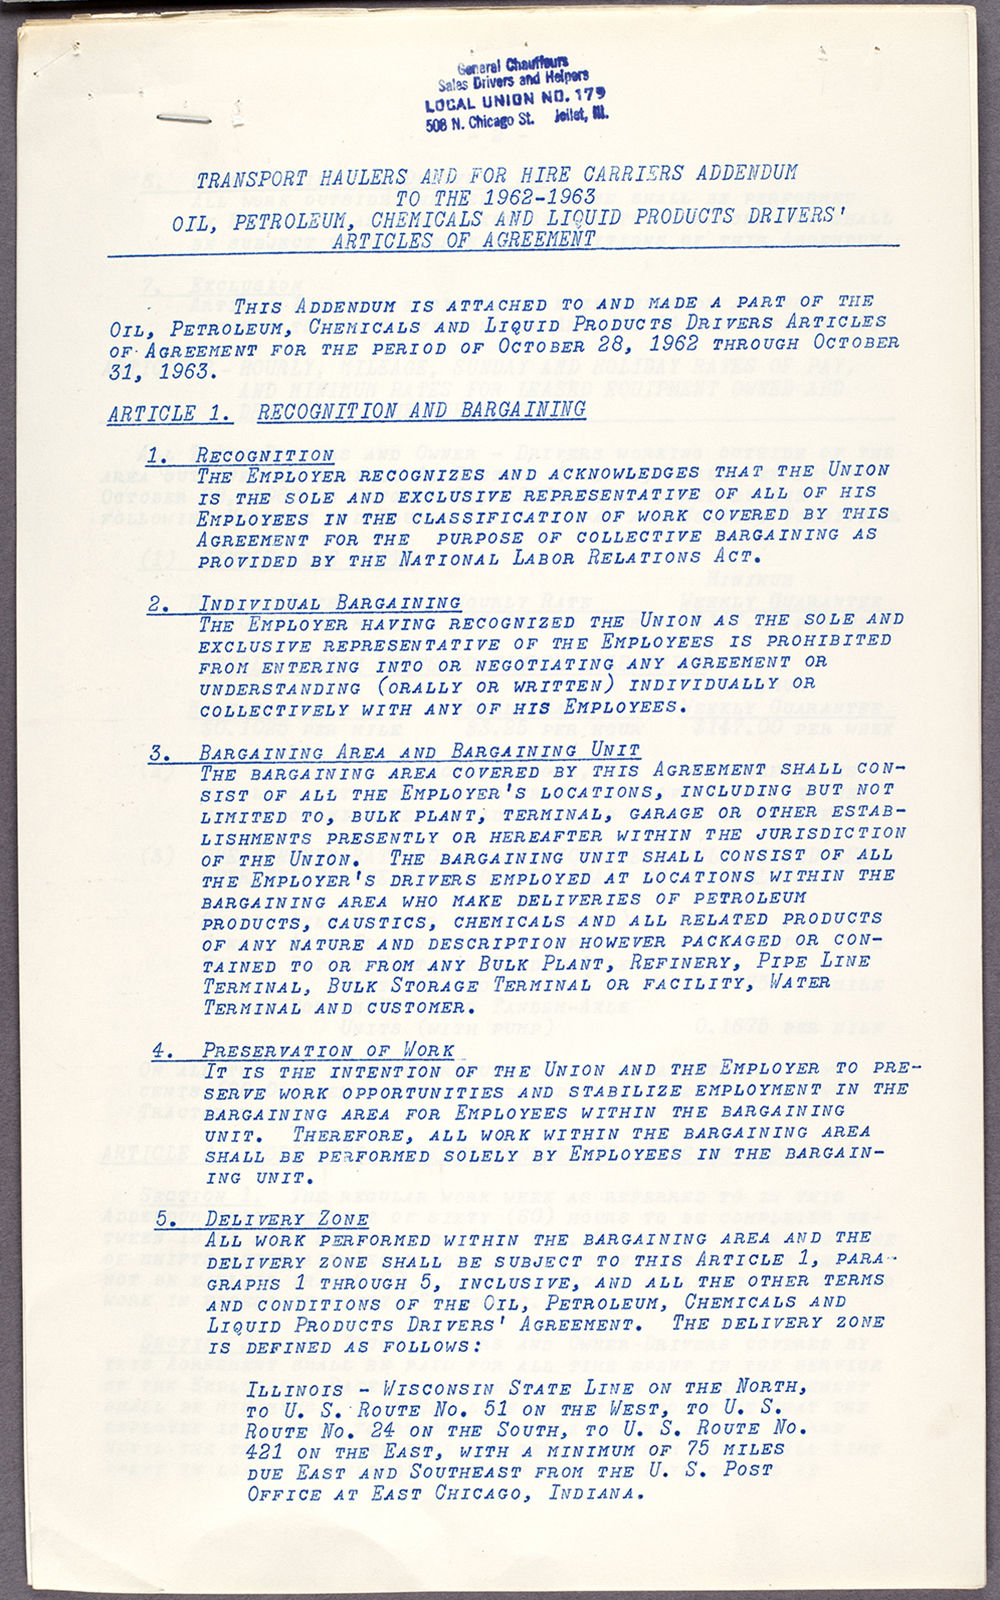 General Chauffeurs
Sales Drivers and Helpers
LOCAL UNION NO. 179
508 N. Chicago St. Joliet, Ill.
TRANSPORT HAULERS AND FOR HIRE CARRIERS ADDENDUM
TO THE 1962-1963
OIL, PETROLEUM, CHEMICALS AND LIQUID PRODUCTS DRIVERS'
ARTICLES OF AGREEMENT
THIS ADDENDUM IS ATTACHED TO AND MADE A PART OF THE
OIL, PETROLEUM, CHEMICALS AND LIQUID PRODUCTS DRIVERS ARTICLES
OF AGREEMENT FOR THE PERIOD OF OCTOBER 28, 1962 THROUGH OCTOBER
31, 1963.
ARTICLE 1. RECOGNITION AND BARGAINING
1. RECOGNITION
THE EMPLOYER RECOGNIZES AND ACKNOWLEDGES THAT THE UNION
IS THE SOLE AND EXCLUSIVE REPRESENTATIVE OF ALL OF HIS
EMPLOYEES IN THE CLASSIFICATION OF WORK COVERED BY THIS
AGREEMENT FOR THE PURPOSE OF COLLECTIVE BARGAINING AS
PROVIDED BY THE NATIONAL LABOR RELATIONS ACT.
2. INDIVIDUAL BARGAINING
THE EMPLOYER HAVING RECOGNIZED THE UNION AS THE SOLE AND
EXCLUSIVE REPRESENTATIVE OF THE EMPLOYEES IS PROHIBITED
FROM ENTERING INTO OR NEGOTIATING ANY AGREEMENT OR
UNDERSTANDING (ORALLY OR WRITTEN) INDIVIDUALLY OR
COLLECTIVELY WITH ANY OF HIS EMPLOYEES.
3. BARGAINING AREA AND BARGAINING UNIT
THE BARGAINING AREA COVERED BY THIS AGREEMENT SHALL CON-
SIST OF ALL THE EMPLOYER'S LOCATIONS, INCLUDING BUT NOT
LIMITED TO, BULK PLANT, TERMINAL, GARAGE OR OTHER ESTAB-
LISHMENTS PRESENTLY OR HEREAFTER WITHIN THE JURISDICTION
OF THE UNION. THE BARGAINING UNIT SHALL CONSIST OF ALL
THE EMPLOYER'S DRIVERS EMPLOYED AT LOCATIONS WITHIN THE
BARGAINING AREA WHO MAKE DELIVERIES OF PETROLEUM
PRODUCTS, CAUSTICS, CHEMICALS AND ALL RELATED PRODUCTS
OF ANY NATURE AND DESCRIPTION HOWEVER PACKAGED OR CON-
TAINED TO OR FROM ANY BULK PLANT, REFINERY, PIPE LINE
TERMINAL, BULK STORAGE TERMINAL OR FACILITY, WATER
TERMINAL AND CUSTOMER.
4. PRESERVATION OF WORK
IT IS THE INTENTION OF THE UNION AND THE EMPLOYER TO PRE-
SERVE WORK OPPORTUNITIES AND STABILIZE EMPLOYMENT IN THE
BARGAINING AREA FOR EMPLOYEES WITHIN THE BARGAINING
UNIT. THEREFORE, ALL WORK WITHIN THE BARGAINING AREA
SHALL BE PERFORMED SOLELY BY EMPLOYEES IN THE BARGAIN-
ING UNIT.
5. DELIVERY ZONE
ALL WORK PERFORMED WITHIN THE BARGAINING AREA AND THE
DELIVERY ZONE SHALL BE SUBJECT TO THIS ARTICLE 1, PARA-
GRAPHS 1 THROUGH 5, INCLUSIVE, AND ALL THE OTHER TERMS
AND CONDITIONS OF THE OIL, PETROLEUM, CHEMICALS AND
LIQUID PRODUCTS DRIVERS' AGREEMENT. THE DELIVERY ZONE
IS DEFINED AS FOLLOWS:
ILLINOIS - WISCONSIN STATE LINE ON THE NORTH,
TO U. S. ROUTE NO. 51 ON THE WEST, TO U. S.
ROUTE NO. 24 ON THE SOUTH, TO U. S. ROUTE NO.
421 ON THE EAST, WITH A MINIMUM OF 75 MILES
DUE EAST AND SOUTHEAST FROM THE U. S. POST
OFFICE AT EAST CHICAGO, INDIANA.